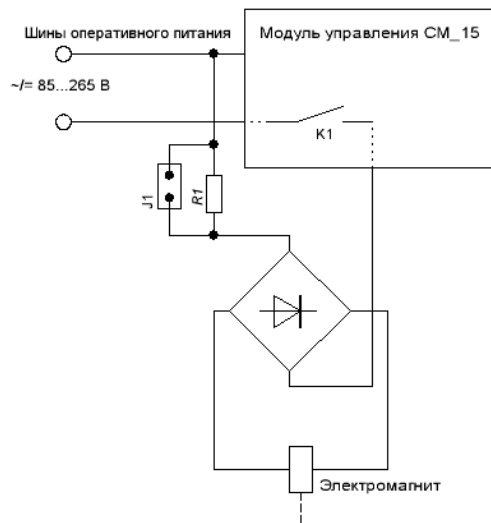 Шины оперативного питания
Модуль управления СМ_15
~/= 85...265 В
К1
J1
R1
Электромагнит